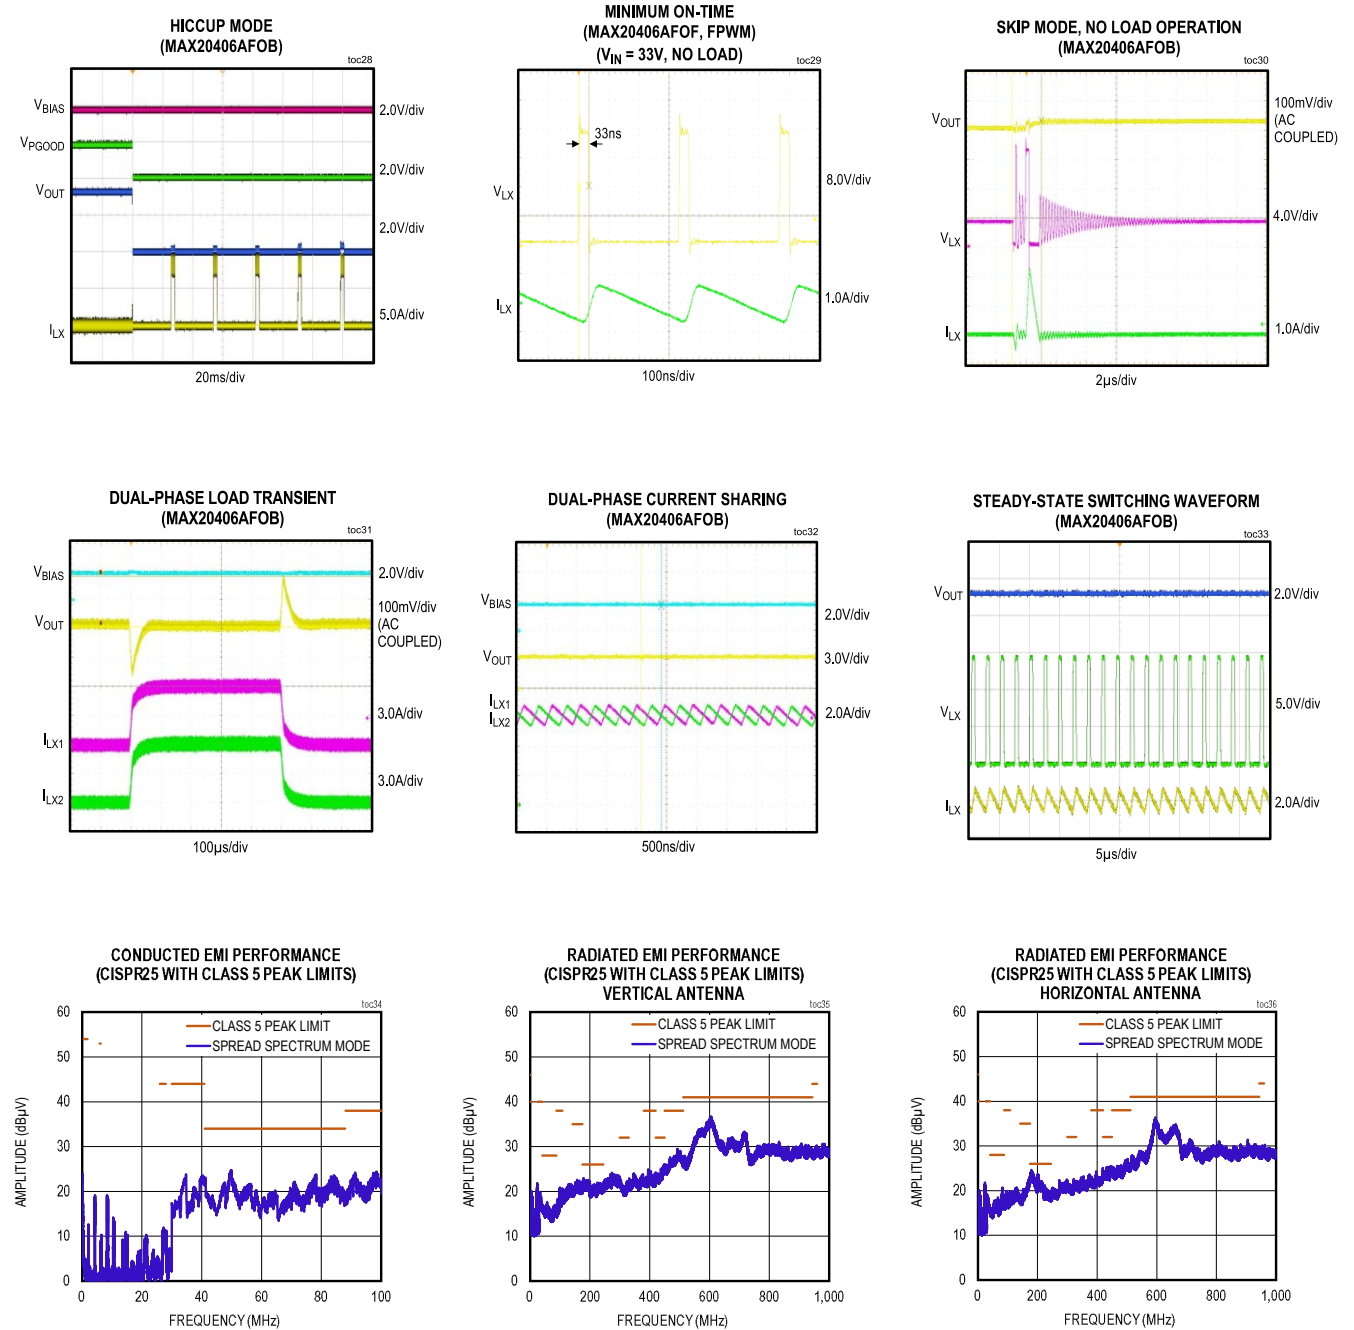 HICCUP MODE
(MAX20406AFOB)
toc28
VBIAS
2.0V/div
VPGOOD
2.0V/div
VOUT
2.0V/div
ILX
5.0A/div
20ms/div
MINIMUM ON-TIME
(MAX20406AFOF, FPWM)
(VIN = 33V, NO LOAD)
toc29
33ns
VLX
8.0V/div
ILX
1.0A/div
100ns/div
SKIP MODE, NO LOAD OPERATION
(MAX20406AFOB)
toc30
VOUT
100mV/div
(AC
COUPLED)
VLX
4.0V/div
ILX
1.0A/div
2µs/div
DUAL-PHASE LOAD TRANSIENT
(MAX20406AFOB)
toc31
VBIAS
2.0V/div
VOUT
100mV/div
(AC
COUPLED)
ILX1
3.0A/div
ILX2
3.0A/div
100µs/div
DUAL-PHASE CURRENT SHARING
(MAX20406AFOB)
toc32
VBIAS
2.0V/div
VOUT
3.0V/div
ILX1
ILX2
2.0A/div
500ns/div
STEADY-STATE SWITCHING WAVEFORM
(MAX20406AFOB)
toc33
VOUT
2.0V/div
VLX
5.0V/div
ILX
2.0A/div
5µs/div
CONDUCTED EMI PERFORMANCE
(CISPR25 WITH CLASS 5 PEAK LIMITS)
toc34
CLASS 5 PEAK LIMIT
SPREAD SPECTRUM MODE
AMPLITUDE (dBµV)
60
50
40
30
20
10
0
0 20 40 60 80 100
FREQUENCY (MHz)
RADIATED EMI PERFORMANCE
(CISPR25 WITH CLASS 5 PEAK LIMITS)
VERTICAL ANTENNA
toc35
CLASS 5 PEAK LIMIT
SPREAD SPECTRUM MODE
AMPLITUDE (dBµV)
60
50
40
30
20
10
0
0 200 400 600 800 1,000
FREQUENCY (MHz)
RADIATED EMI PERFORMANCE
(CISPR25 WITH CLASS 5 PEAK LIMITS)
HORIZONTAL ANTENNA
toc36
CLASS 5 PEAK LIMIT
SPREAD SPECTRUM MODE
AMPLITUDE (dBµV)
60
50
40
30
20
10
0
0 200 400 600 800 1,000
FREQUENCY (MHz)